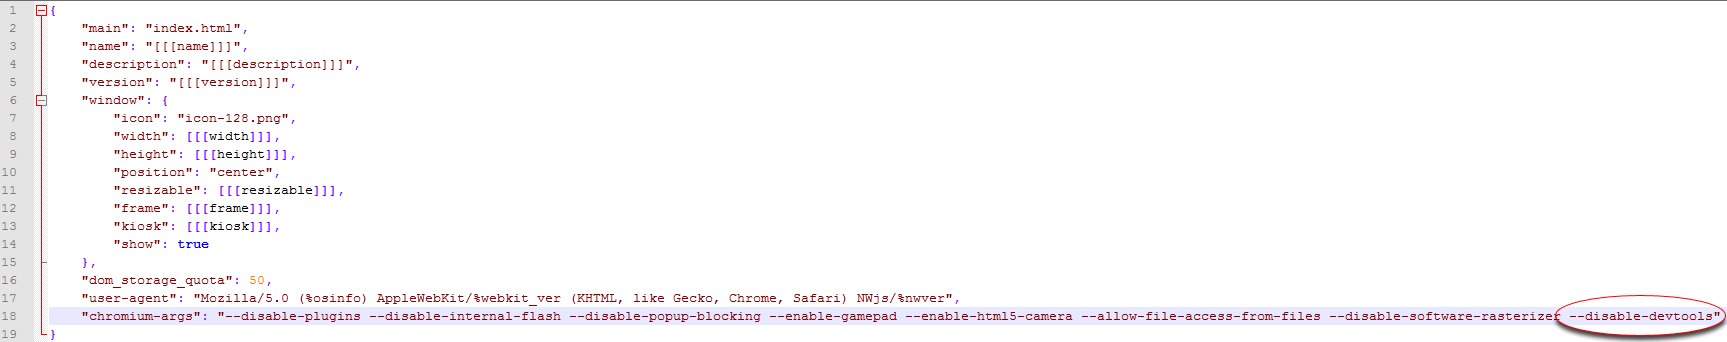 1 {
2 "main": "index.html",
3 "name": "[[[name]]]",
4 "description": "[[[description]]]",
5 "version": "[[[version]]]",
6 "window": {
7 "icon": "icon-128.png",
8 "width": [[[width]]],
9 "height": [[[height]]],
10 "position": "center",
11 "resizable": [[[resizable]]],
12 "frame": [[[frame]]],
13 "kiosk": [[[kiosk]]],
14 "show": true
15 },
16 "dom_storage_quota": 50,
17 "user-agent": "Mozilla/5.0 (%osinfo) AppleWebKit/%webkit_ver (KHTML, like Gecko, Chrome, Safari) NWjs/%nwver",
18 "chromium-args": "--disable-plugins --disable-internal-flash --disable-popup-blocking --enable-gamepad --enable-html5-camera --allow-file-access-from-files --disable-software-rasterizer --disable-devtools"
19 }